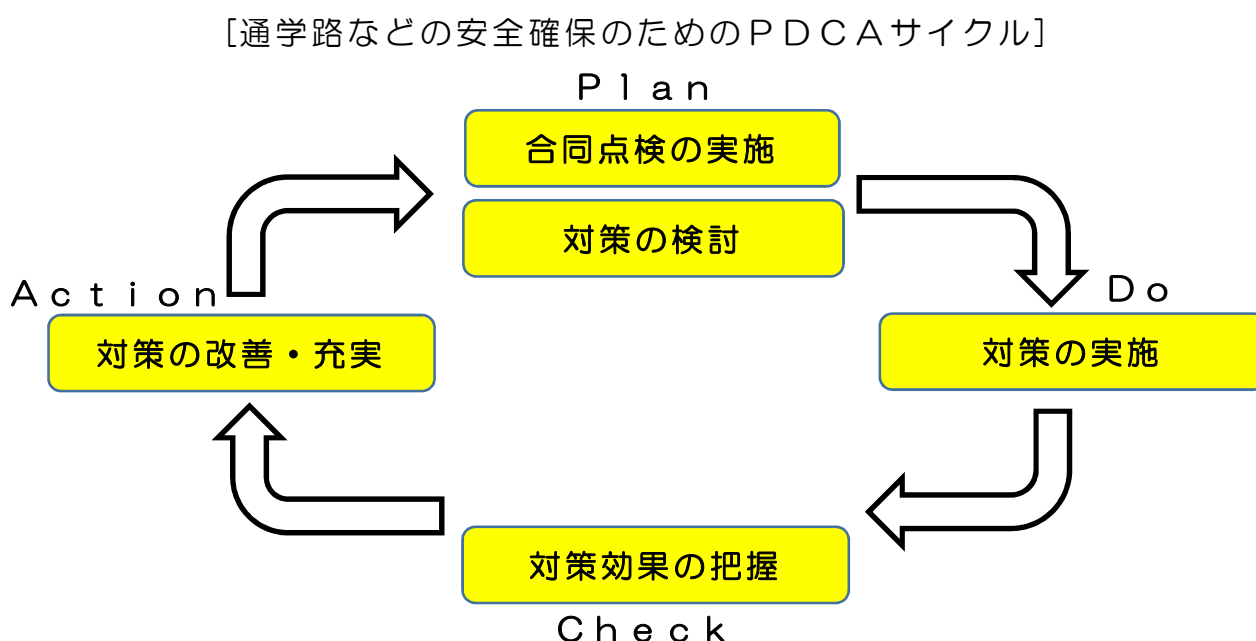 [通学路などの安全確保のためのＰＤＣＡサイクル]
Ｐｌａｎ
合同点検の実施
対策の検討
Ｄｏ
対策の実施
Ａｃｔｉｏｎ
対策の改善・充実
対策効果の把握
Ｃｈｅｃｋ